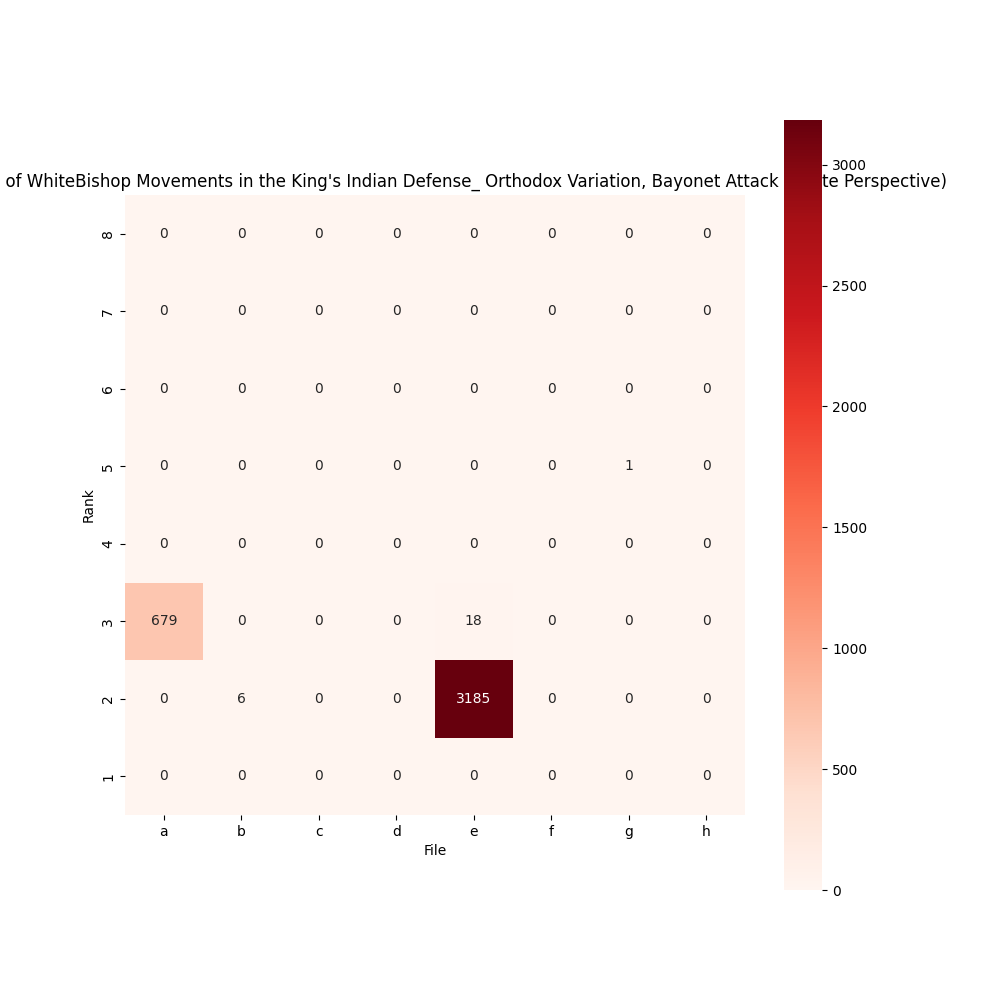 of WhiteBishop Movements in the King's Indian Defense_ Orthodox Variation, Bayonet Attack te Perspective)
3000
8 0 0 0 0 0 0 0 0
7 0 0 0 0 0 0 0 0
2500
6 0 0 0 0 0 0 0 0
2000
5 0 0 0 0 0 0 1 0
Rank
1500
4 0 0 0 0 0 0 0 0
3 679 0 0 0 18 0 0 0
1000
2 0 6 0 0 3185 0 0 0
500
1 0 0 0 0 0 0 0 0
a b c d e f g h
File
0